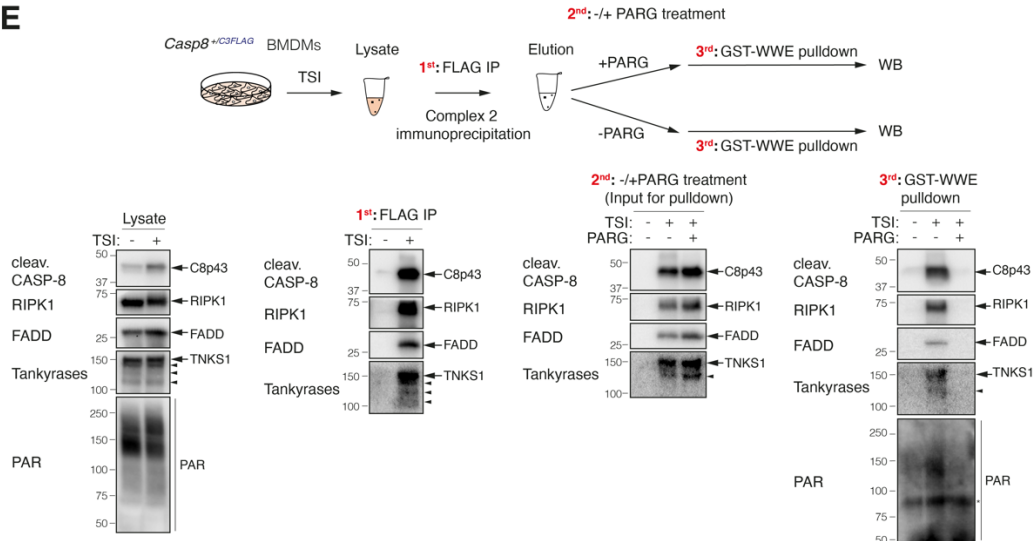 E
2nd: -/+ PARG treatment
Casp8 +/C3FLAG BMDMs
Lysate
Elution
TSI
1st: FLAG IP
Complex 2
immunoprecipitation
+PARG
-PARG
3rd: GST-WWE pulldown
WB
3rd: GST-WWE pulldown
WB
Lysate
TSI: - +
cleav.
CASP-8
50
37
C8p43
RIPK1
75
RIPK1
FADD
25
FADD
Tankyrases
150
100
TNKS1
PAR
250
150
100
75
50
PAR
1st: FLAG IP
TSI: - +
cleav.
CASP-8
50
37
C8p43
RIPK1
75
RIPK1
FADD
25
FADD
Tankyrases
150
100
TNKS1
2nd: -/+PARG treatment
(Input for pulldown)
TSI: - + +
PARG: - - +
cleav.
CASP-8
50
37
C8p43
RIPK1
75
RIPK1
FADD
25
FADD
Tankyrases
150
100
TNKS1
3rd: GST-WWE
pulldown
TSI: - + +
PARG: - - +
cleav.
CASP-8
50
37
C8p43
RIPK1
75
RIPK1
FADD
25
FADD
Tankyrases
150
100
TNKS1
PAR
250
150
100
75
50
PAR
*